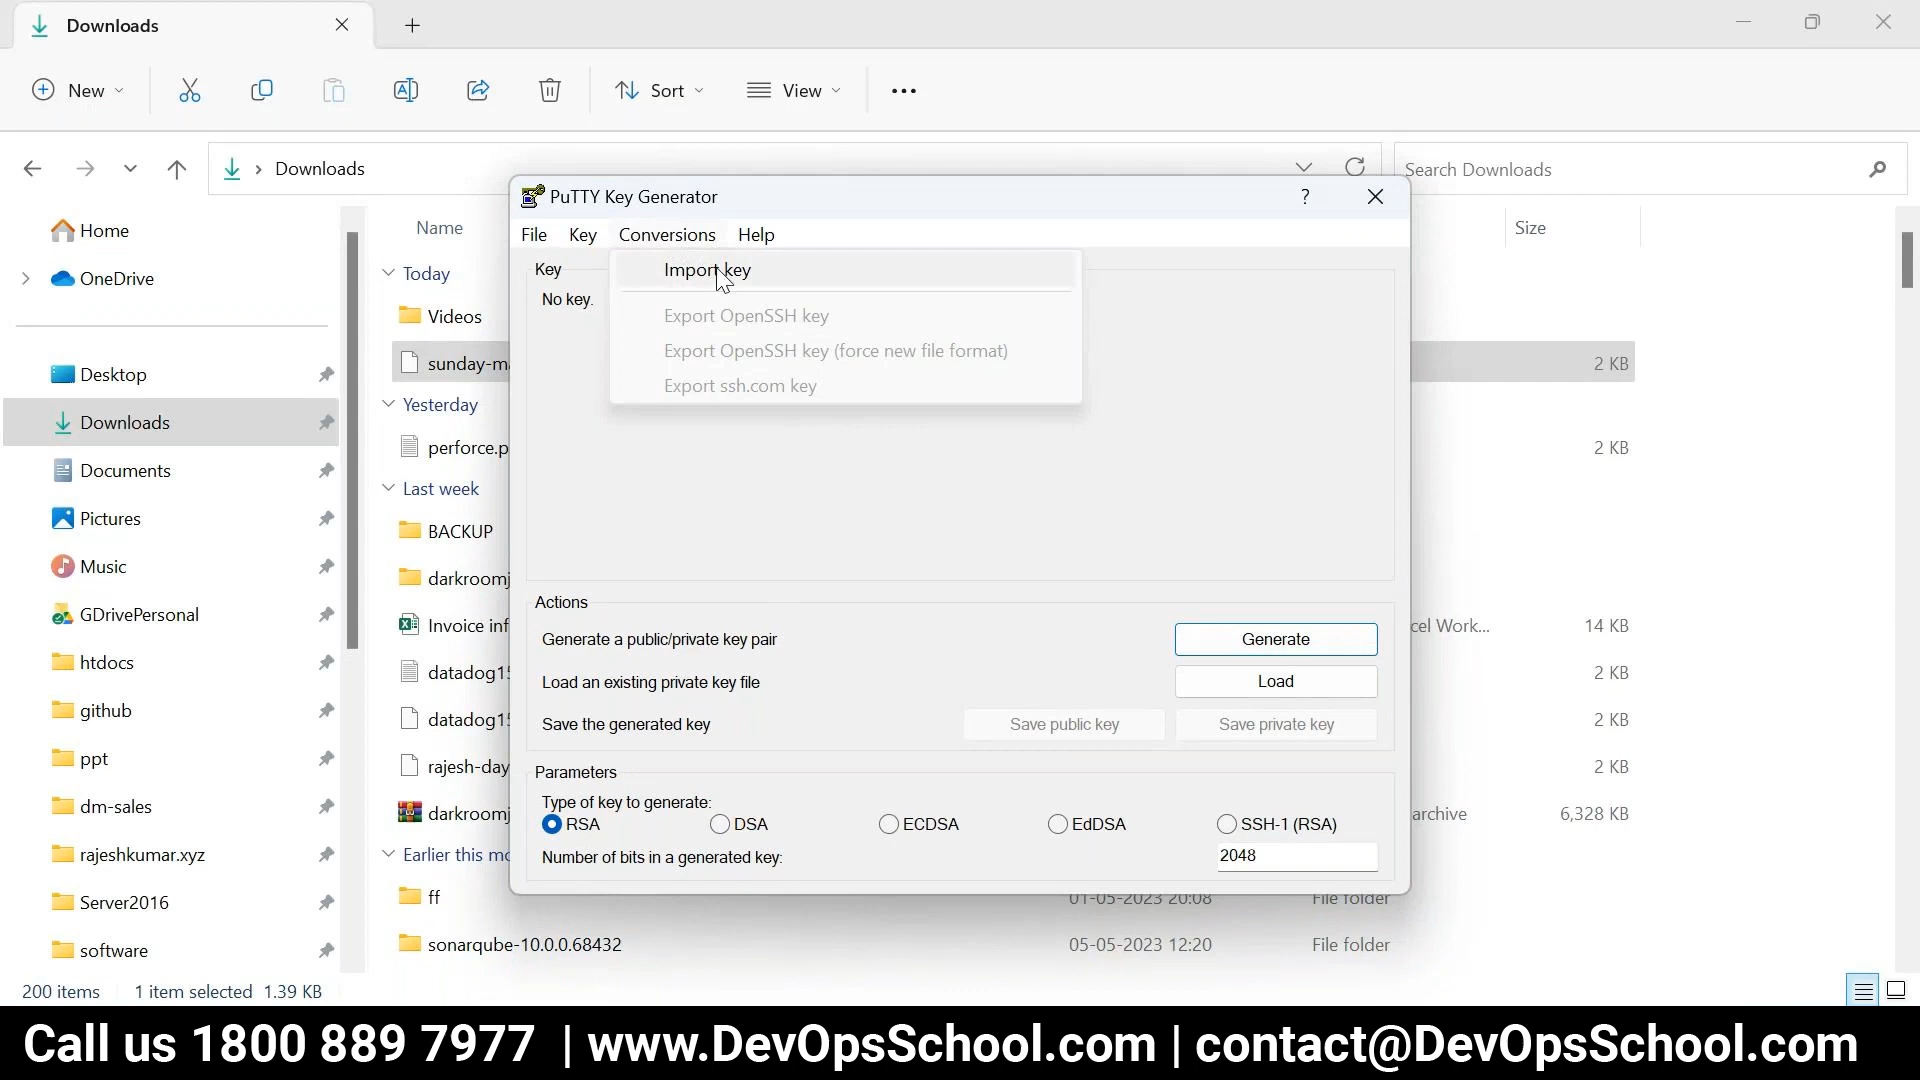 Downloads
New
Sort
View
Downloads
Search Downloads
PuTTY Key Generator
?
File
Key
Conversions
Help
Import key
Export OpenSSH key
Export OpenSSH key (force new file format)
Export ssh.com key
Key
No key.
Actions
Generate a public/private key pair
Generate
Load an existing private key file
Load
Save the generated key
Save public key
Save private key
Parameters
Type of key to generate:
RSA
DSA
ECDSA
EdDSA
SSH-1 (RSA)
Number of bits in a generated key:
2048
Home
OneDrive
Desktop
Downloads
Documents
Pictures
Music
GDrivePersonal
htdocs
github
ppt
dm-sales
rajeshkumar.xyz
Server2016
software
Name
Size
Today
Videos
sunday-ma
2 KB
Yesterday
perforce.p
2 KB
Last week
BACKUP
darkroomj
Invoice inf
cel Work...
14 KB
datadog15
2 KB
datadog15
2 KB
rajesh-day
2 KB
darkroomj
archive
6,328 KB
Earlier this mo
ff
01-05-2023 20:08
File folder
sonarqube-10.0.0.68432
05-05-2023 12:20
File folder
200 items
1 item selected 1.39 KB
Call us 1800 889 7977 | www.DevOpsSchool.com | contact@DevOpsSchool.com